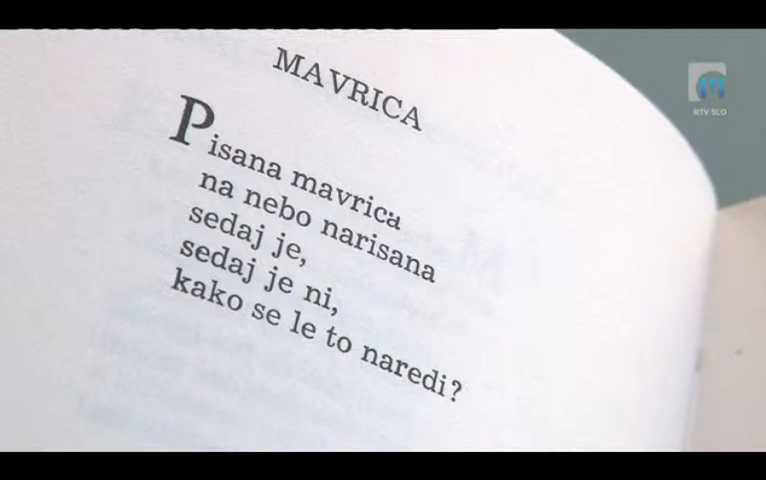 MAVRICA
Pisana mavrica
na nebo narisana
sedaj je,
sedaj je ni,
kako se le to naredi?
RTV SLO